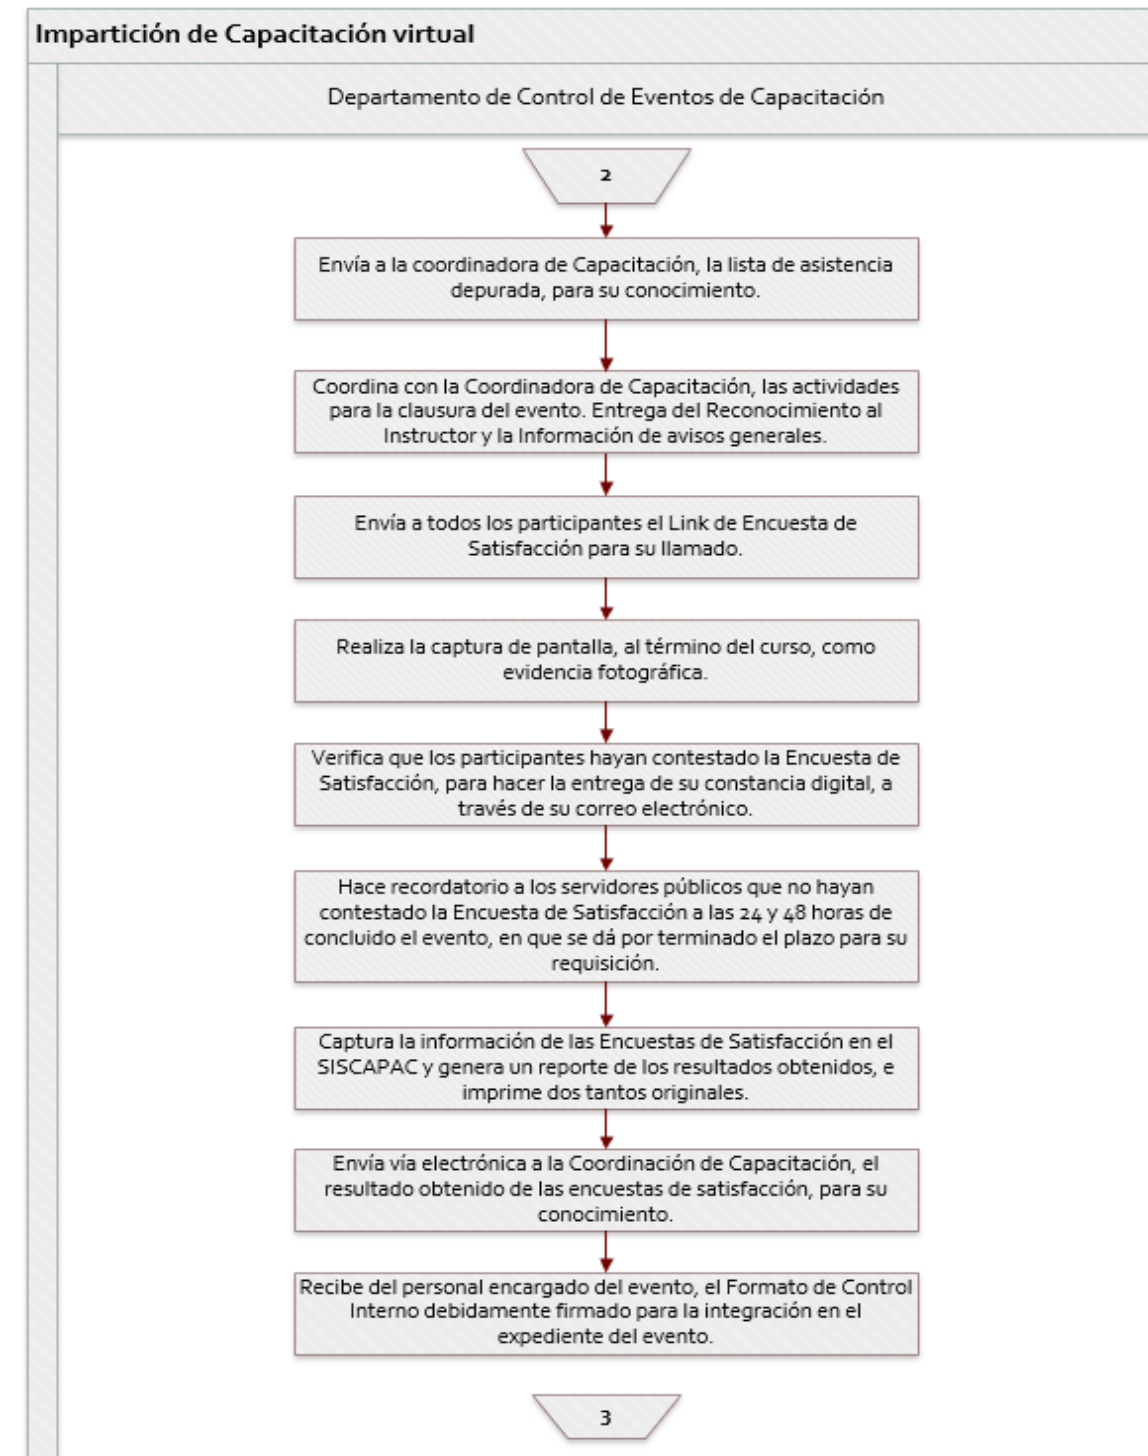 Impartición de Capacitación virtual
Departamento de Control de Eventos de Capacitación
2
Envía a la coordinadora de Capacitación, la lista de asistencia
depurada, para su conocimiento.
Coordina con la Coordinadora de Capacitación, las actividades
para la clausura del evento. Entrega del Reconocimiento al
Instructor y la Información de avisos generales.
Envía a todos los participantes el Link de Encuesta de
Satisfacción para su llamado.
Realiza la captura de pantalla, al término del curso, como
evidencia fotográfica.
Verifica que los participantes hayan contestado la Encuesta de
Satisfacción, para hacer la entrega de su constancia digital, a
través de su correo electrónico.
Hace recordatorio a los servidores públicos que no hayan
contestado la Encuesta de Satisfacción a las 24 y 48 horas de
concluido el evento, en que se dá por terminado el plazo para su
requisición.
Captura la información de las Encuestas de Satisfacción en el
SISCAPAC y genera un reporte de los resultados obtenidos, e
imprime dos tantos originales.
Envía vía electrónica a la Coordinación de Capacitación, el
resultado obtenido de las encuestas de satisfacción, para su
conocimiento.
Recibe del personal encargado del evento, el Formato de Control
Interno debidamente firmado para la integración en el
expediente del evento.
3